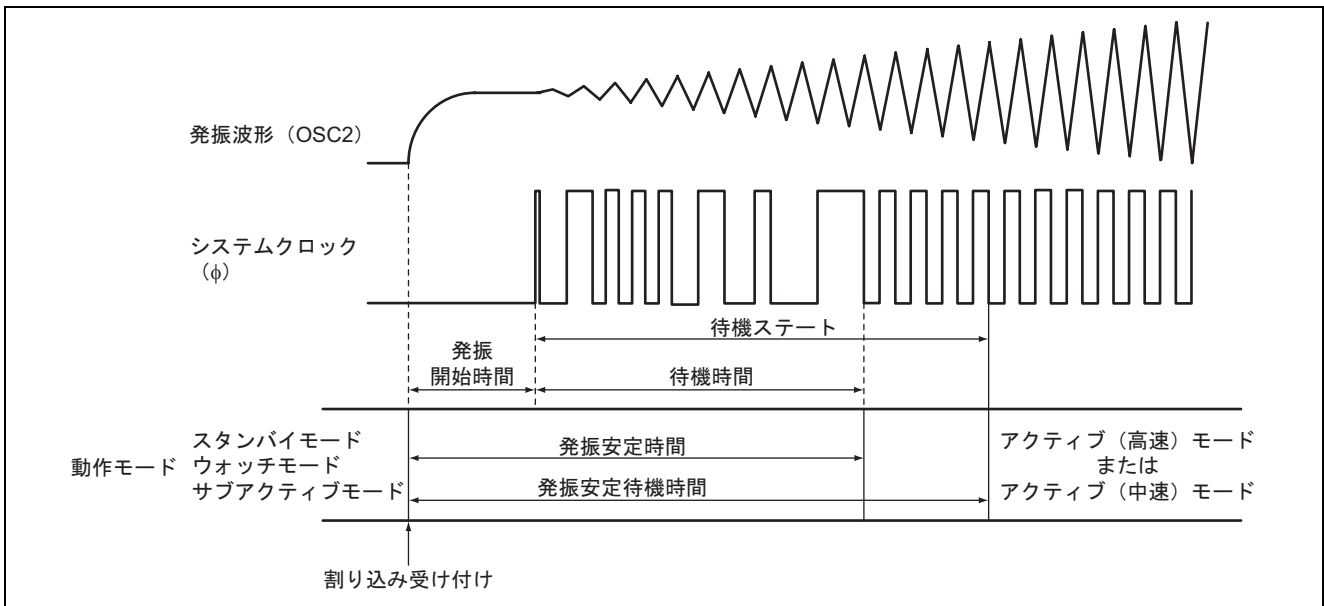 発振波形（OSC2）
システムクロック
（φ）
待機ステート
発振
開始時間
待機時間
動作モード
スタンバイモード
ウォッチモード
サブアクティブモード
発振安定時間
発振安定待機時間
アクティブ（高速）モード
または
アクティブ（中速）モード
割り込み受け付け